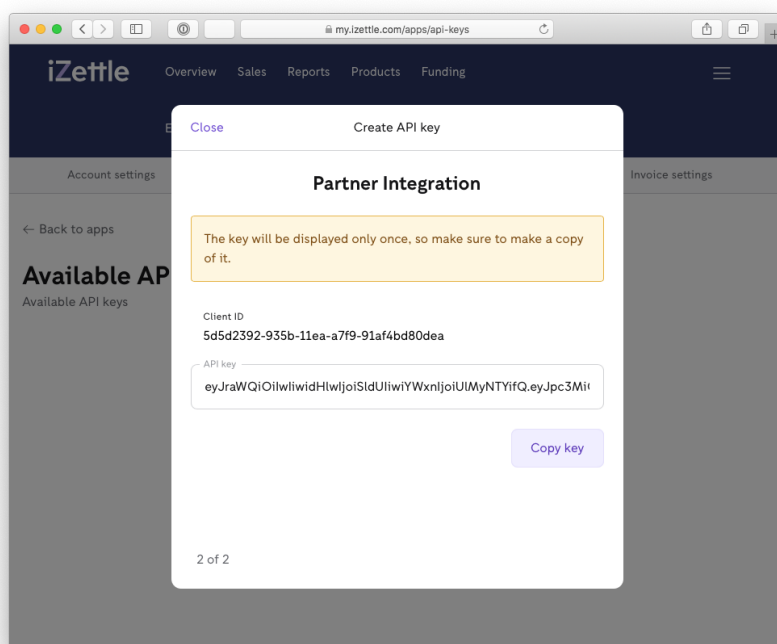 my.izettle.com/apps/api-keys
iZettle
Overview Sales Reports Products Funding
Close Create API key
Account settings Invoice settings
Partner Integration
← Back to apps
The key will be displayed only once, so make sure to make a copy
of it.
Available AP
Available API keys
Client ID
5d5d2392-935b-11ea-a7f9-91af4bd80dea
API key
Copy key
2 of 2